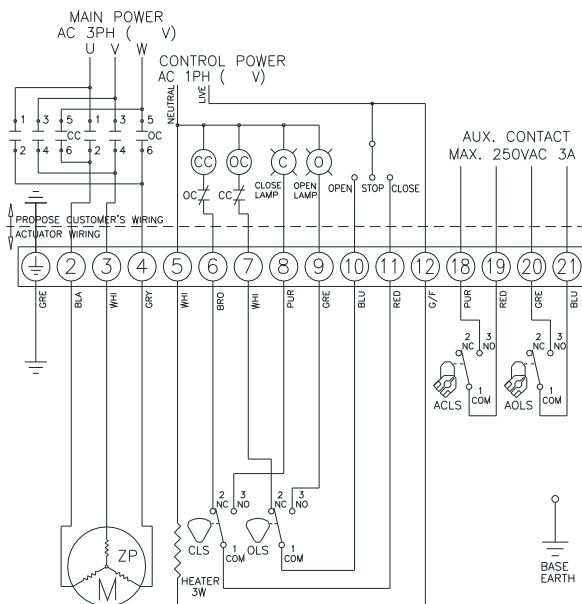 MAIN POWER
AC 3PH ( V)
U V W
CONTROL POWER
AC 1PH ( V)
NEUTRAL
LIVE
1 3 5 1 3 5
CC OC
2 4 6 2 4 6
CC OC C O
OC CC
CLOSE LAMP
OPEN LAMP
OPEN STOP CLOSE
AUX. CONTACT
MAX. 250VAC 3A
PROPOSE CUSTOMER'S WIRING
ACTUATOR WIRING
2 3 4 5 6 7 8 9 10 11 12 18 19 20 21
GRE BLA WHI GRY WHI BRO WHI PUR GRE BLU RED G/F PUR RED GRE BLU
2 NC 3 NO
1 COM
ACLS
2 NC 3 NO
1 COM
AOLS
2 NC 3 NO
1 COM
CLS
2 NC 3 NO
1 COM
OLS
ZP
M
HEATER
3W
BASE
EARTH